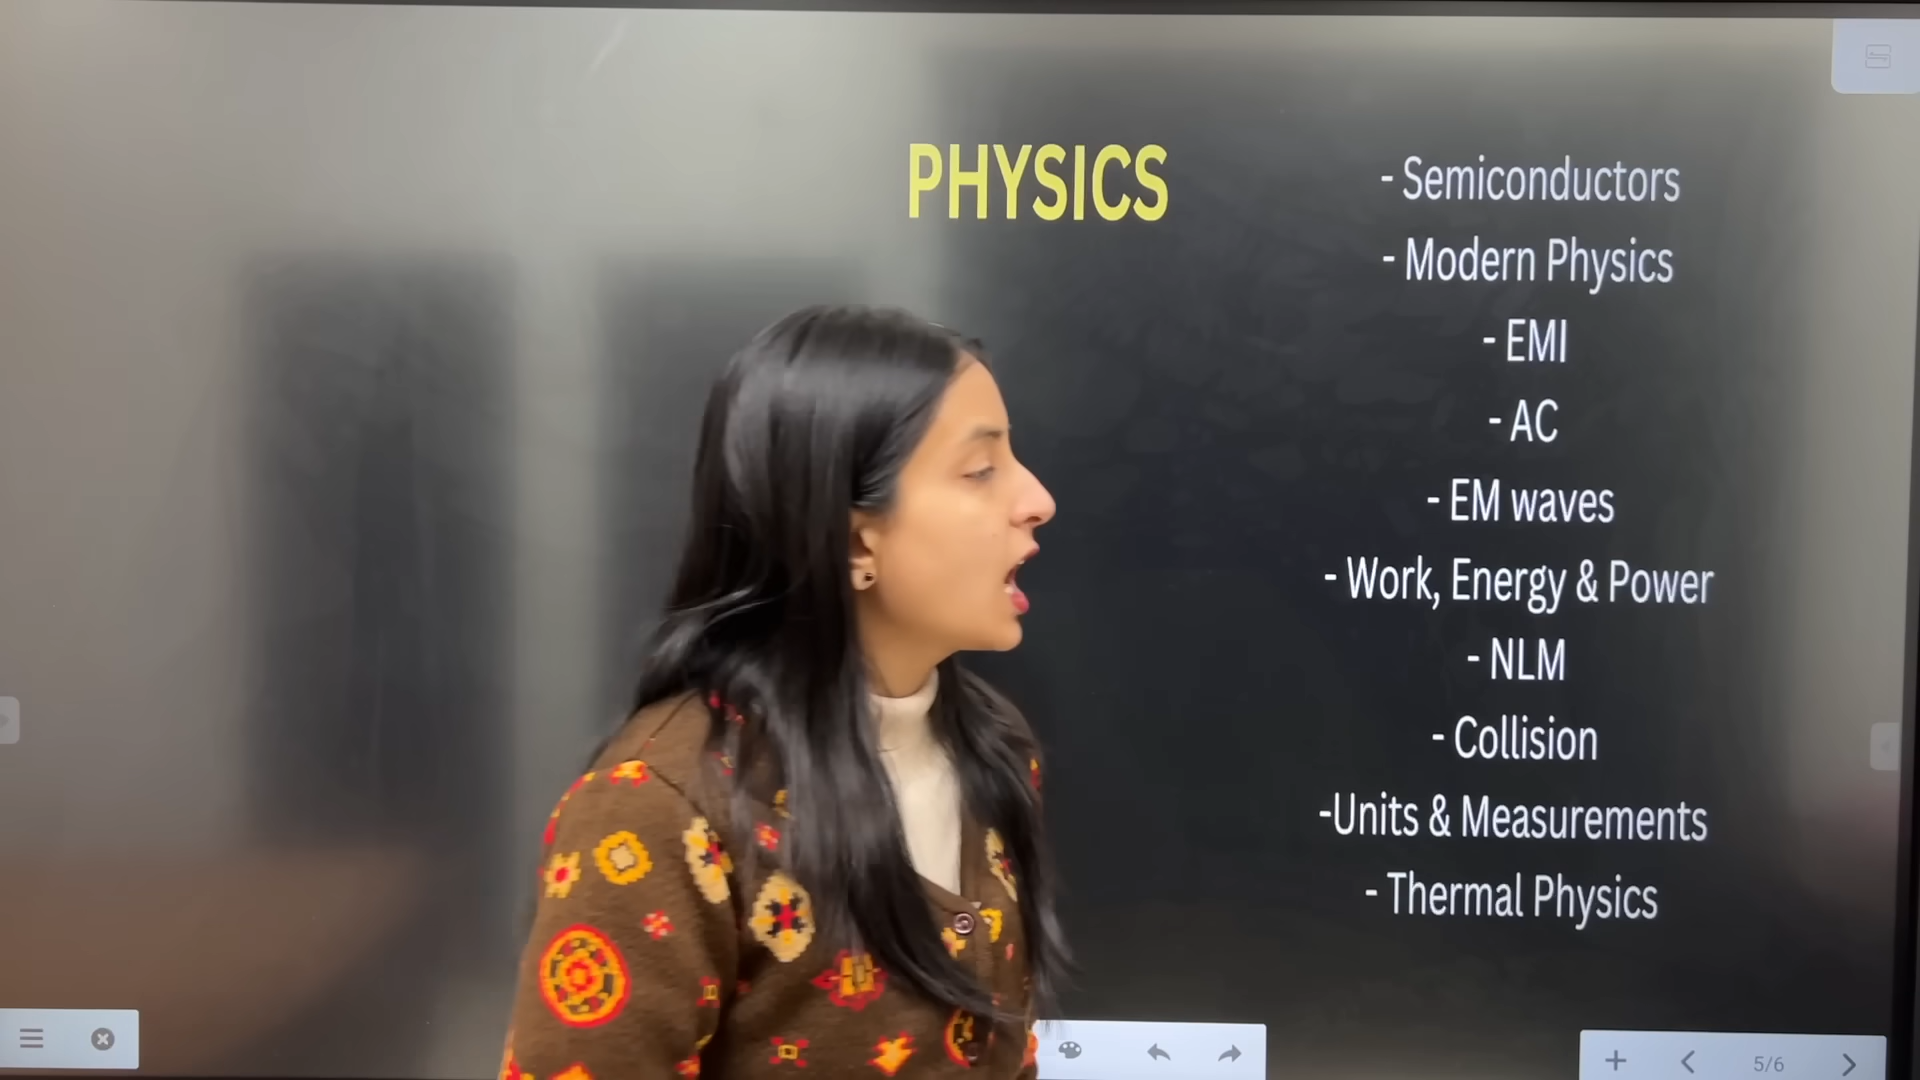 PHYSICS
- Semiconductors
- Modern Physics
- EMI
- AC
- EM waves
- Work, Energy & Power
- NLM
- Collision
-Units & Measurements
- Thermal Physics
5/6